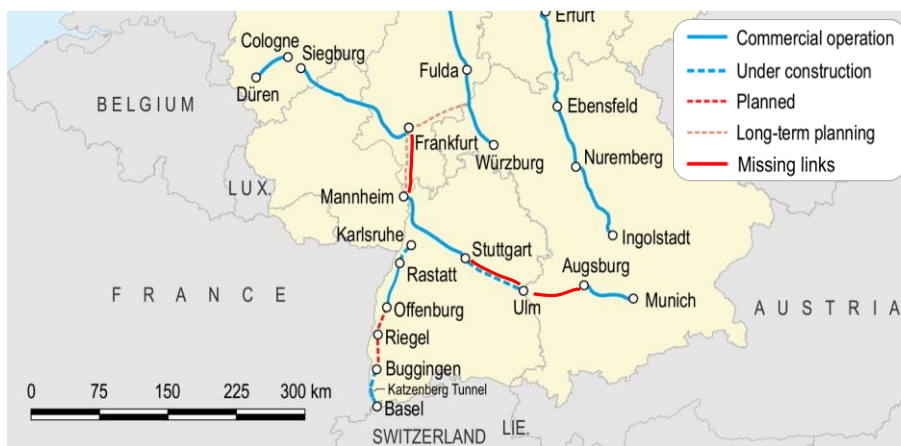 Erfurt
Cologne
Siegburg
Düren
BELGIUM
Fulda
Ebensfeld
Frankfurt
Würzburg
Nuremberg
LUX.
Mannheim
Karlsruhe
Stuttgart
Ingolstadt
Rastatt
Augsburg
FRANCE
Offenburg
Ulm
Munich
AUSTRIA
Riegel
Buggingen
Katzenberg Tunnel
Basel
SWITZERLAND
LIE.
0 75 150 225 300 km
Commercial operation
Under construction
Planned
Long-term planning
Missing links